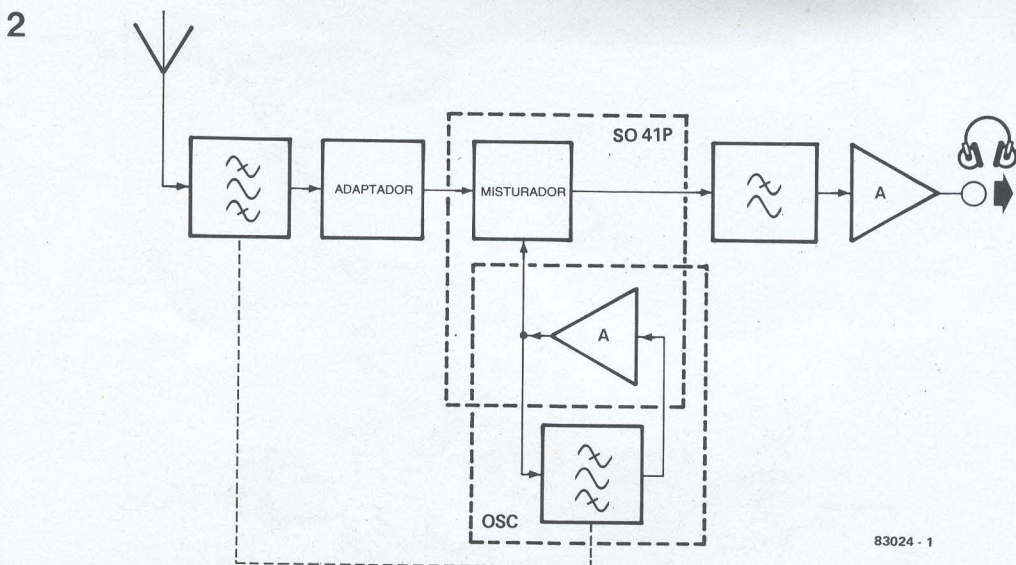 2
SO 41P
ADAPTADOR
MISTURADOR
A
A
OSC
83024 - 1